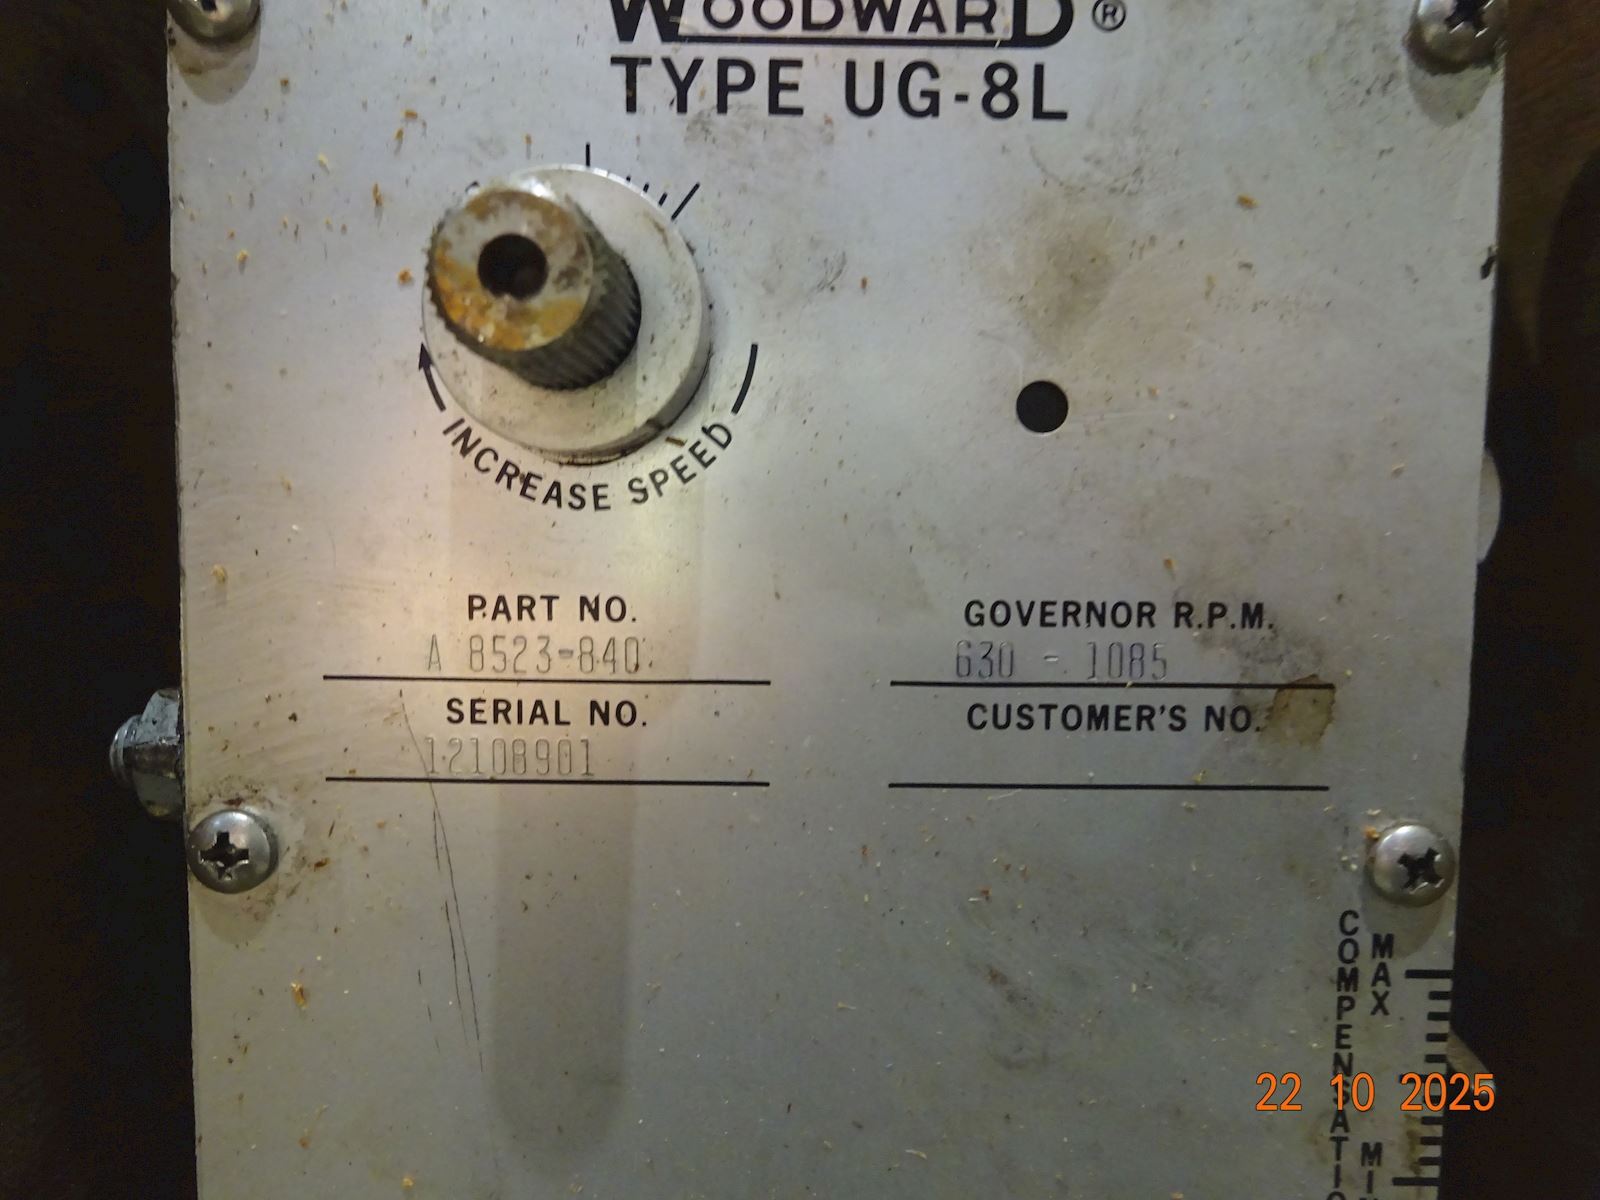 WOODWARD®
TYPE UG-8L
INCREASE SPEED
PART NO.
A 8523-840
GOVERNOR R.P.M.
630 - 1085
SERIAL NO.
12108901
CUSTOMER'S NO.
COMPENSATIO
MAX
MIN
22 10 2025